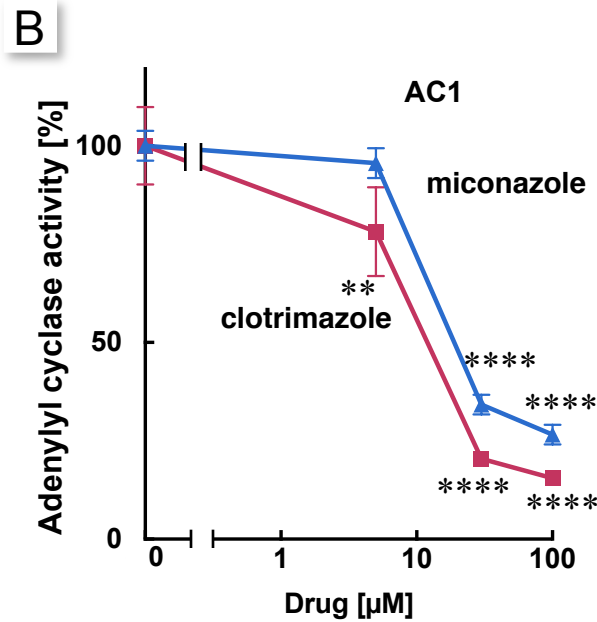 B
AC1
Adenylyl cyclase activity [%]
100
miconazole
**
clotrimazole
50
****
****
****
****
0
0
1
10
100
Drug [µM]